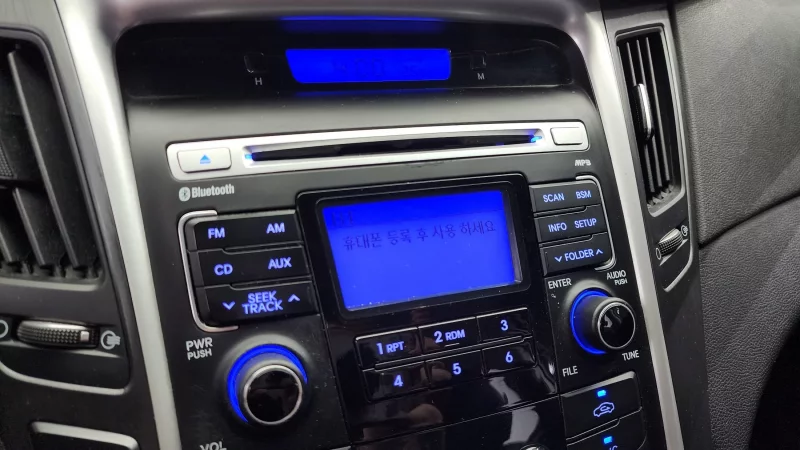 H
M
MP3
Bluetooth
FM AM
CD AUX
SEEK
TRACK
휴대폰 등록 후 사용 하세요
SCAN BSM
INFO SETUP
FOLDER
PWR
PUSH
VOL
1 RPT 2 RDM 3
4 5 6
ENTER
AUDIO
PUSH
FILE TUNE